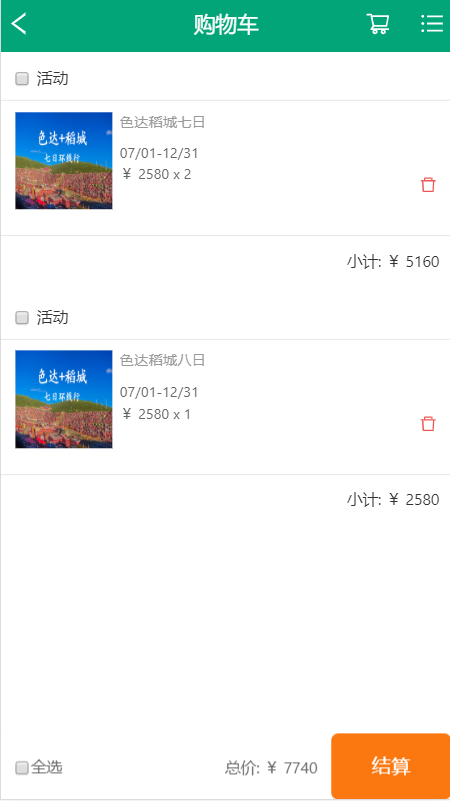 购物车
活动
色达+稻城
七日环线行
色达稻城七日
07/01-12/31
￥ 2580 x 2
小计: ￥ 5160
活动
色达+稻城
七日环线行
色达稻城八日
07/01-12/31
￥ 2580 x 1
小计: ￥ 2580
全选 总价: ￥ 7740 结算